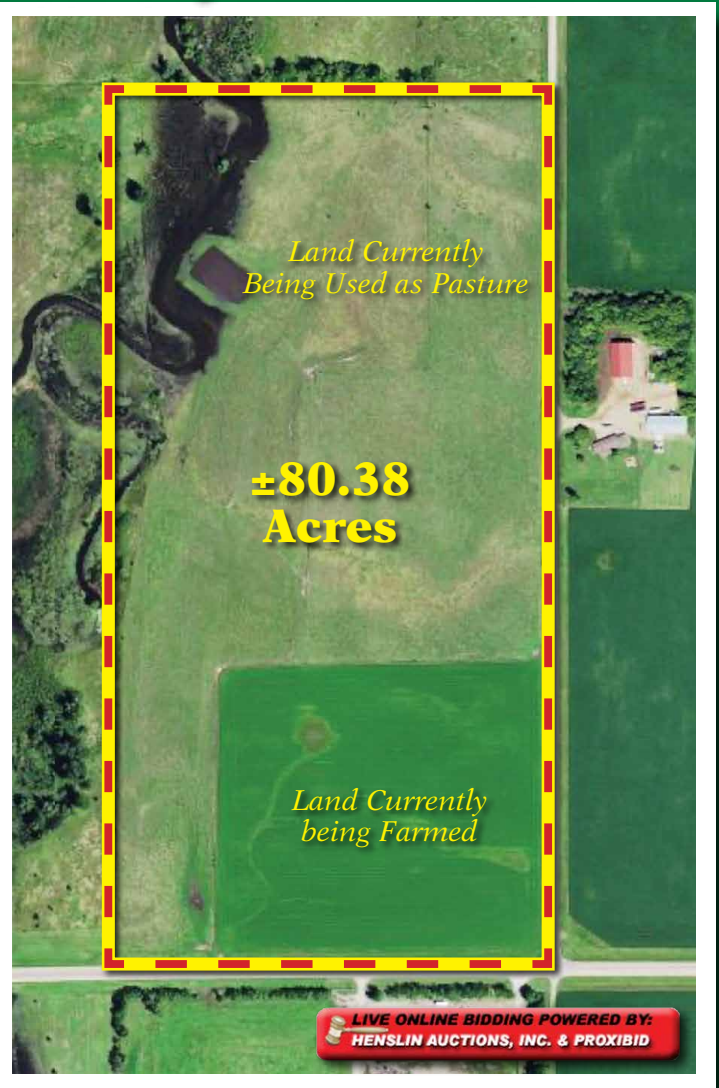 Land Currently
Being Used as Pasture
±80.38
Acres
Land Currently
being Farmed
LIVE ONLINE BIDDING POWERED BY:
HENSLIN AUCTIONS, INC. & PROXIBID